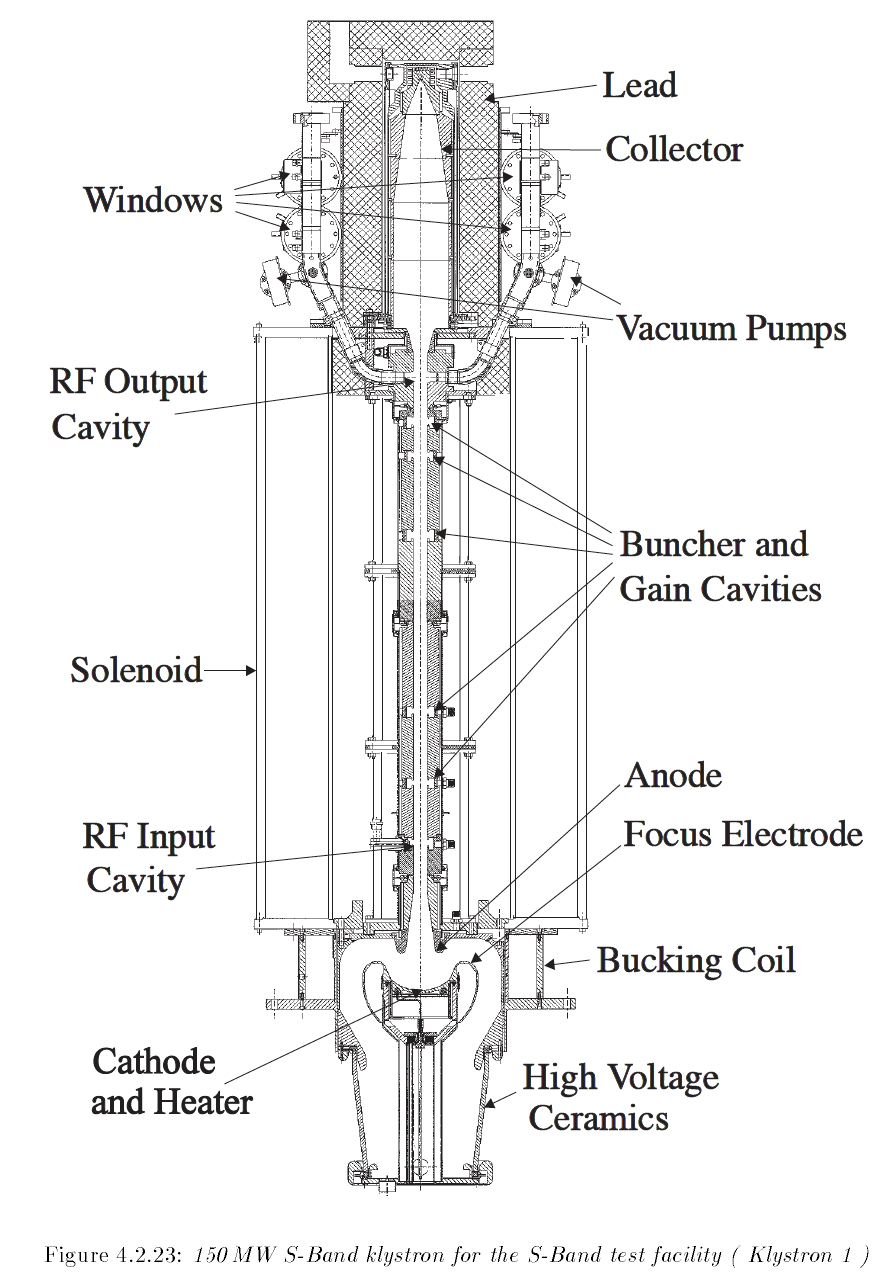 Lead
Collector
Windows
Vacuum Pumps
RF Output
Cavity
Buncher and
Gain Cavities
Solenoid
Anode
RF Input
Cavity
Focus Electrode
Bucking Coil
Cathode
and Heater
High Voltage
Ceramics
Figure 4.2.23: 150 MW S-Band klystron for the S-Band test facility ( Klystron 1 )